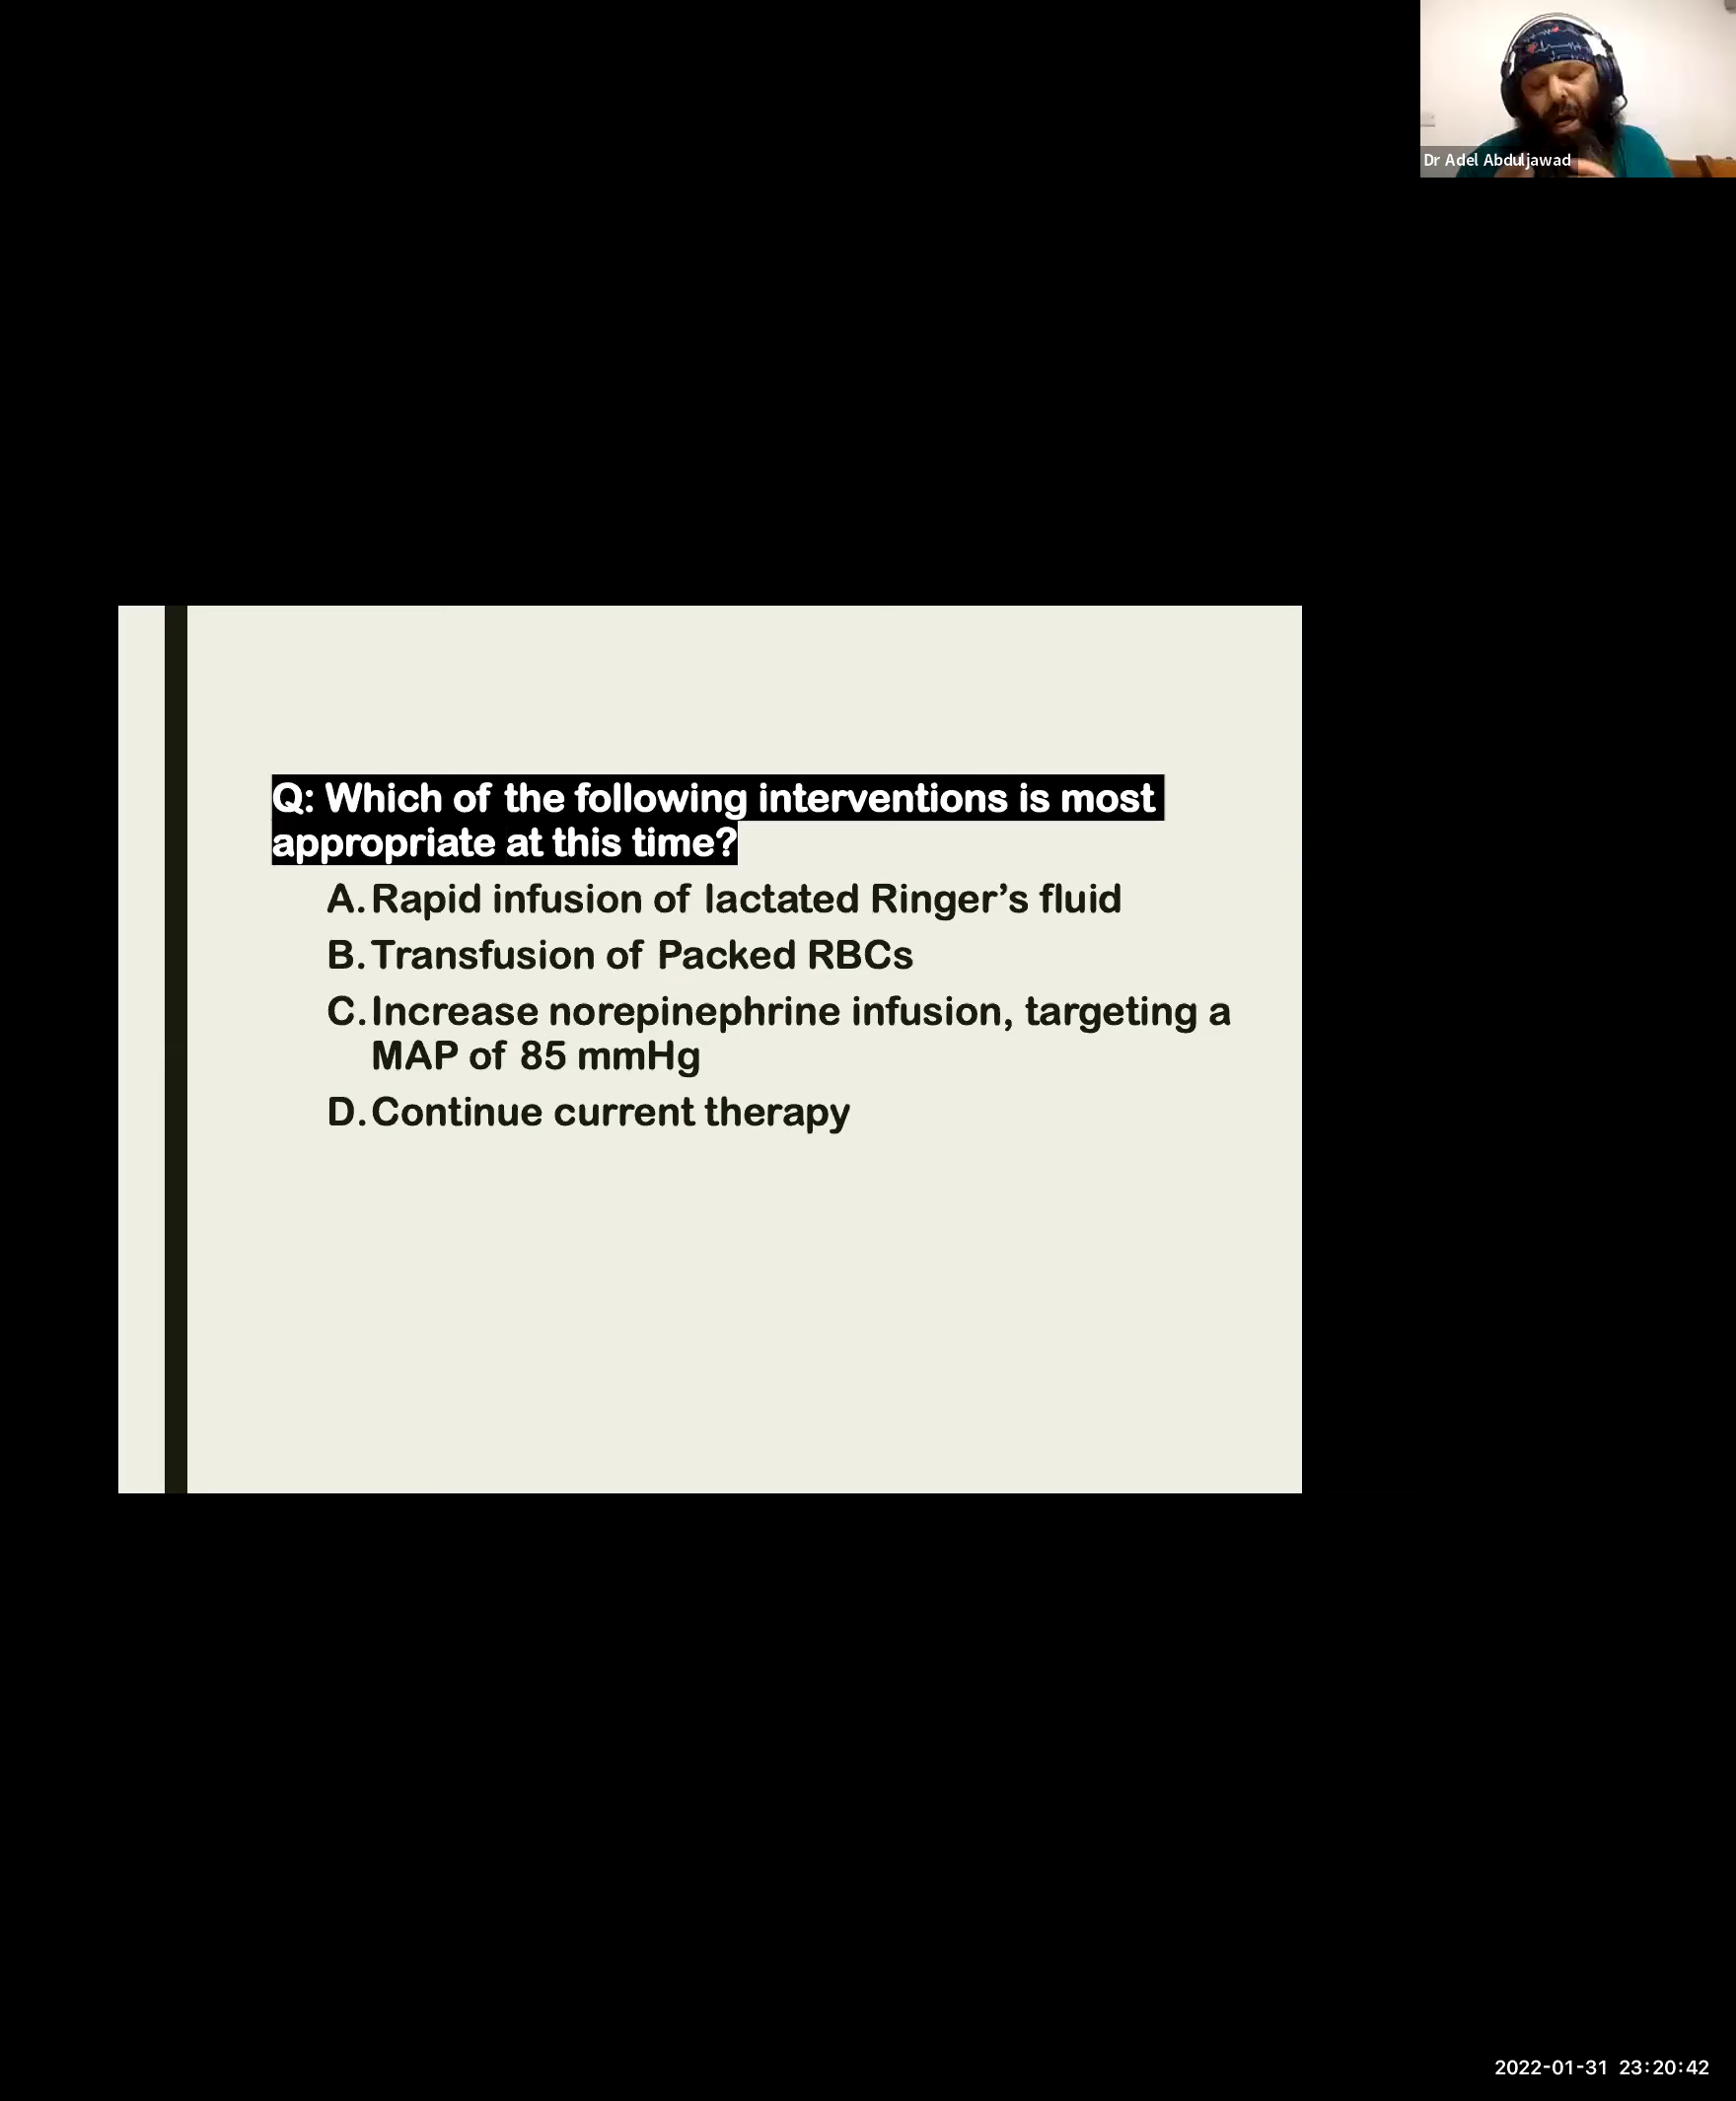 Dr Adel Abduljawad
Q: Which of the following interventions is most
appropriate at this time?
A. Rapid infusion of lactated Ringer’s fluid
B. Transfusion of Packed RBCs
C. Increase norepinephrine infusion, targeting a
MAP of 85 mmHg
D. Continue current therapy
2022-01-31 23:20:42